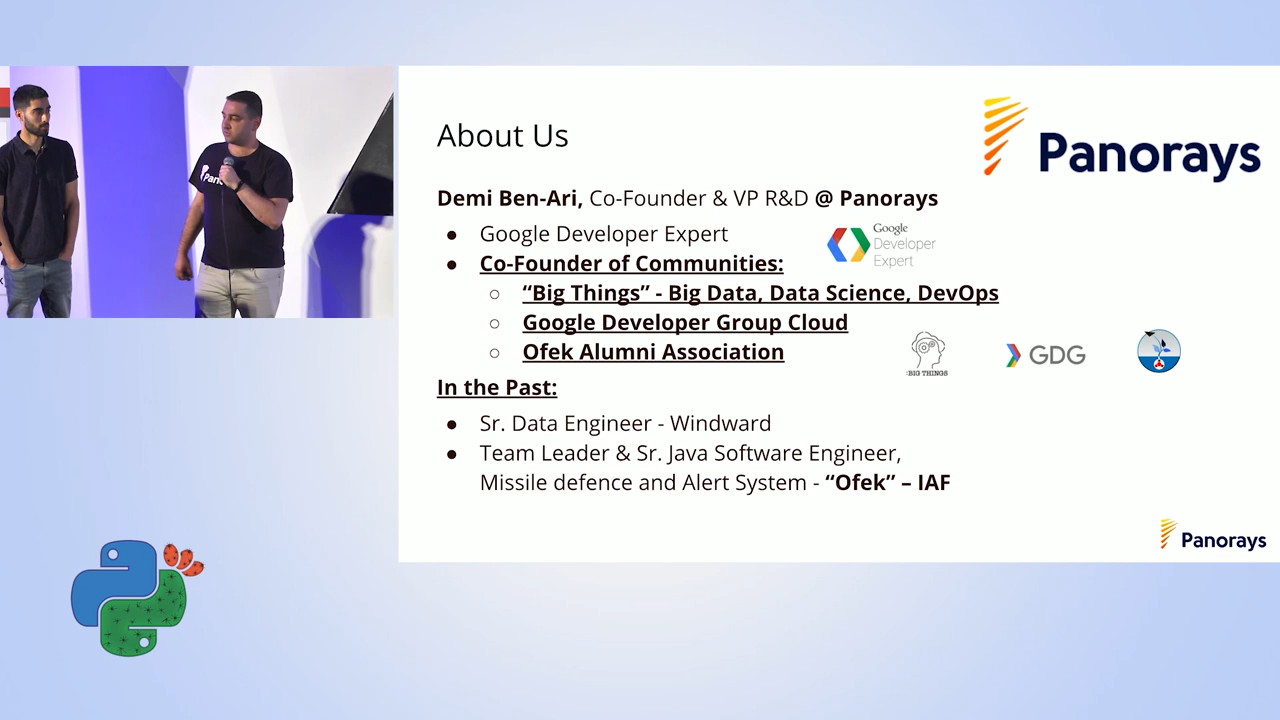 About Us
Panorays
Demi Ben-Ari, Co-Founder & VP R&D @ Panorays
● Google Developer Expert
Google
Developer
Expert
● Co-Founder of Communities:
○ “Big Things” - Big Data, Data Science, DevOps
○ Google Developer Group Cloud
○ Ofek Alumni Association
:BIG THINGS
GDG
In the Past:
● Sr. Data Engineer - Windward
● Team Leader & Sr. Java Software Engineer,
Missile defence and Alert System - “Ofek” – IAF
Panorays